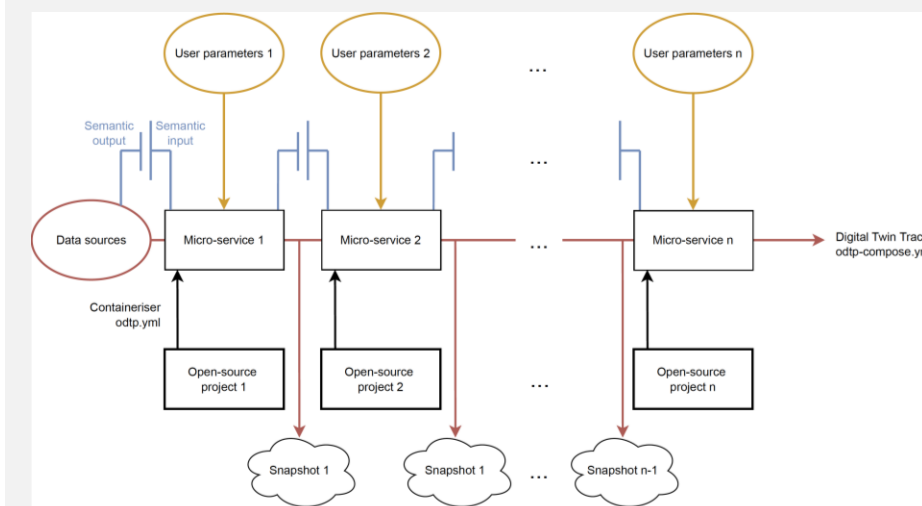 User parameters 1
User parameters 2
...
User parameters n
Semantic
output
Semantic
input
...
...
Data sources
Micro-service 1
Micro-service 2
...
Micro-service n
Digital Twin Trac
odtp-compose.y
Containeriser
odtp.yml
Open-source
project 1
Open-source
project 2
...
Open-source
project n
Snapshot 1
Snapshot 1
...
Snapshot n-1